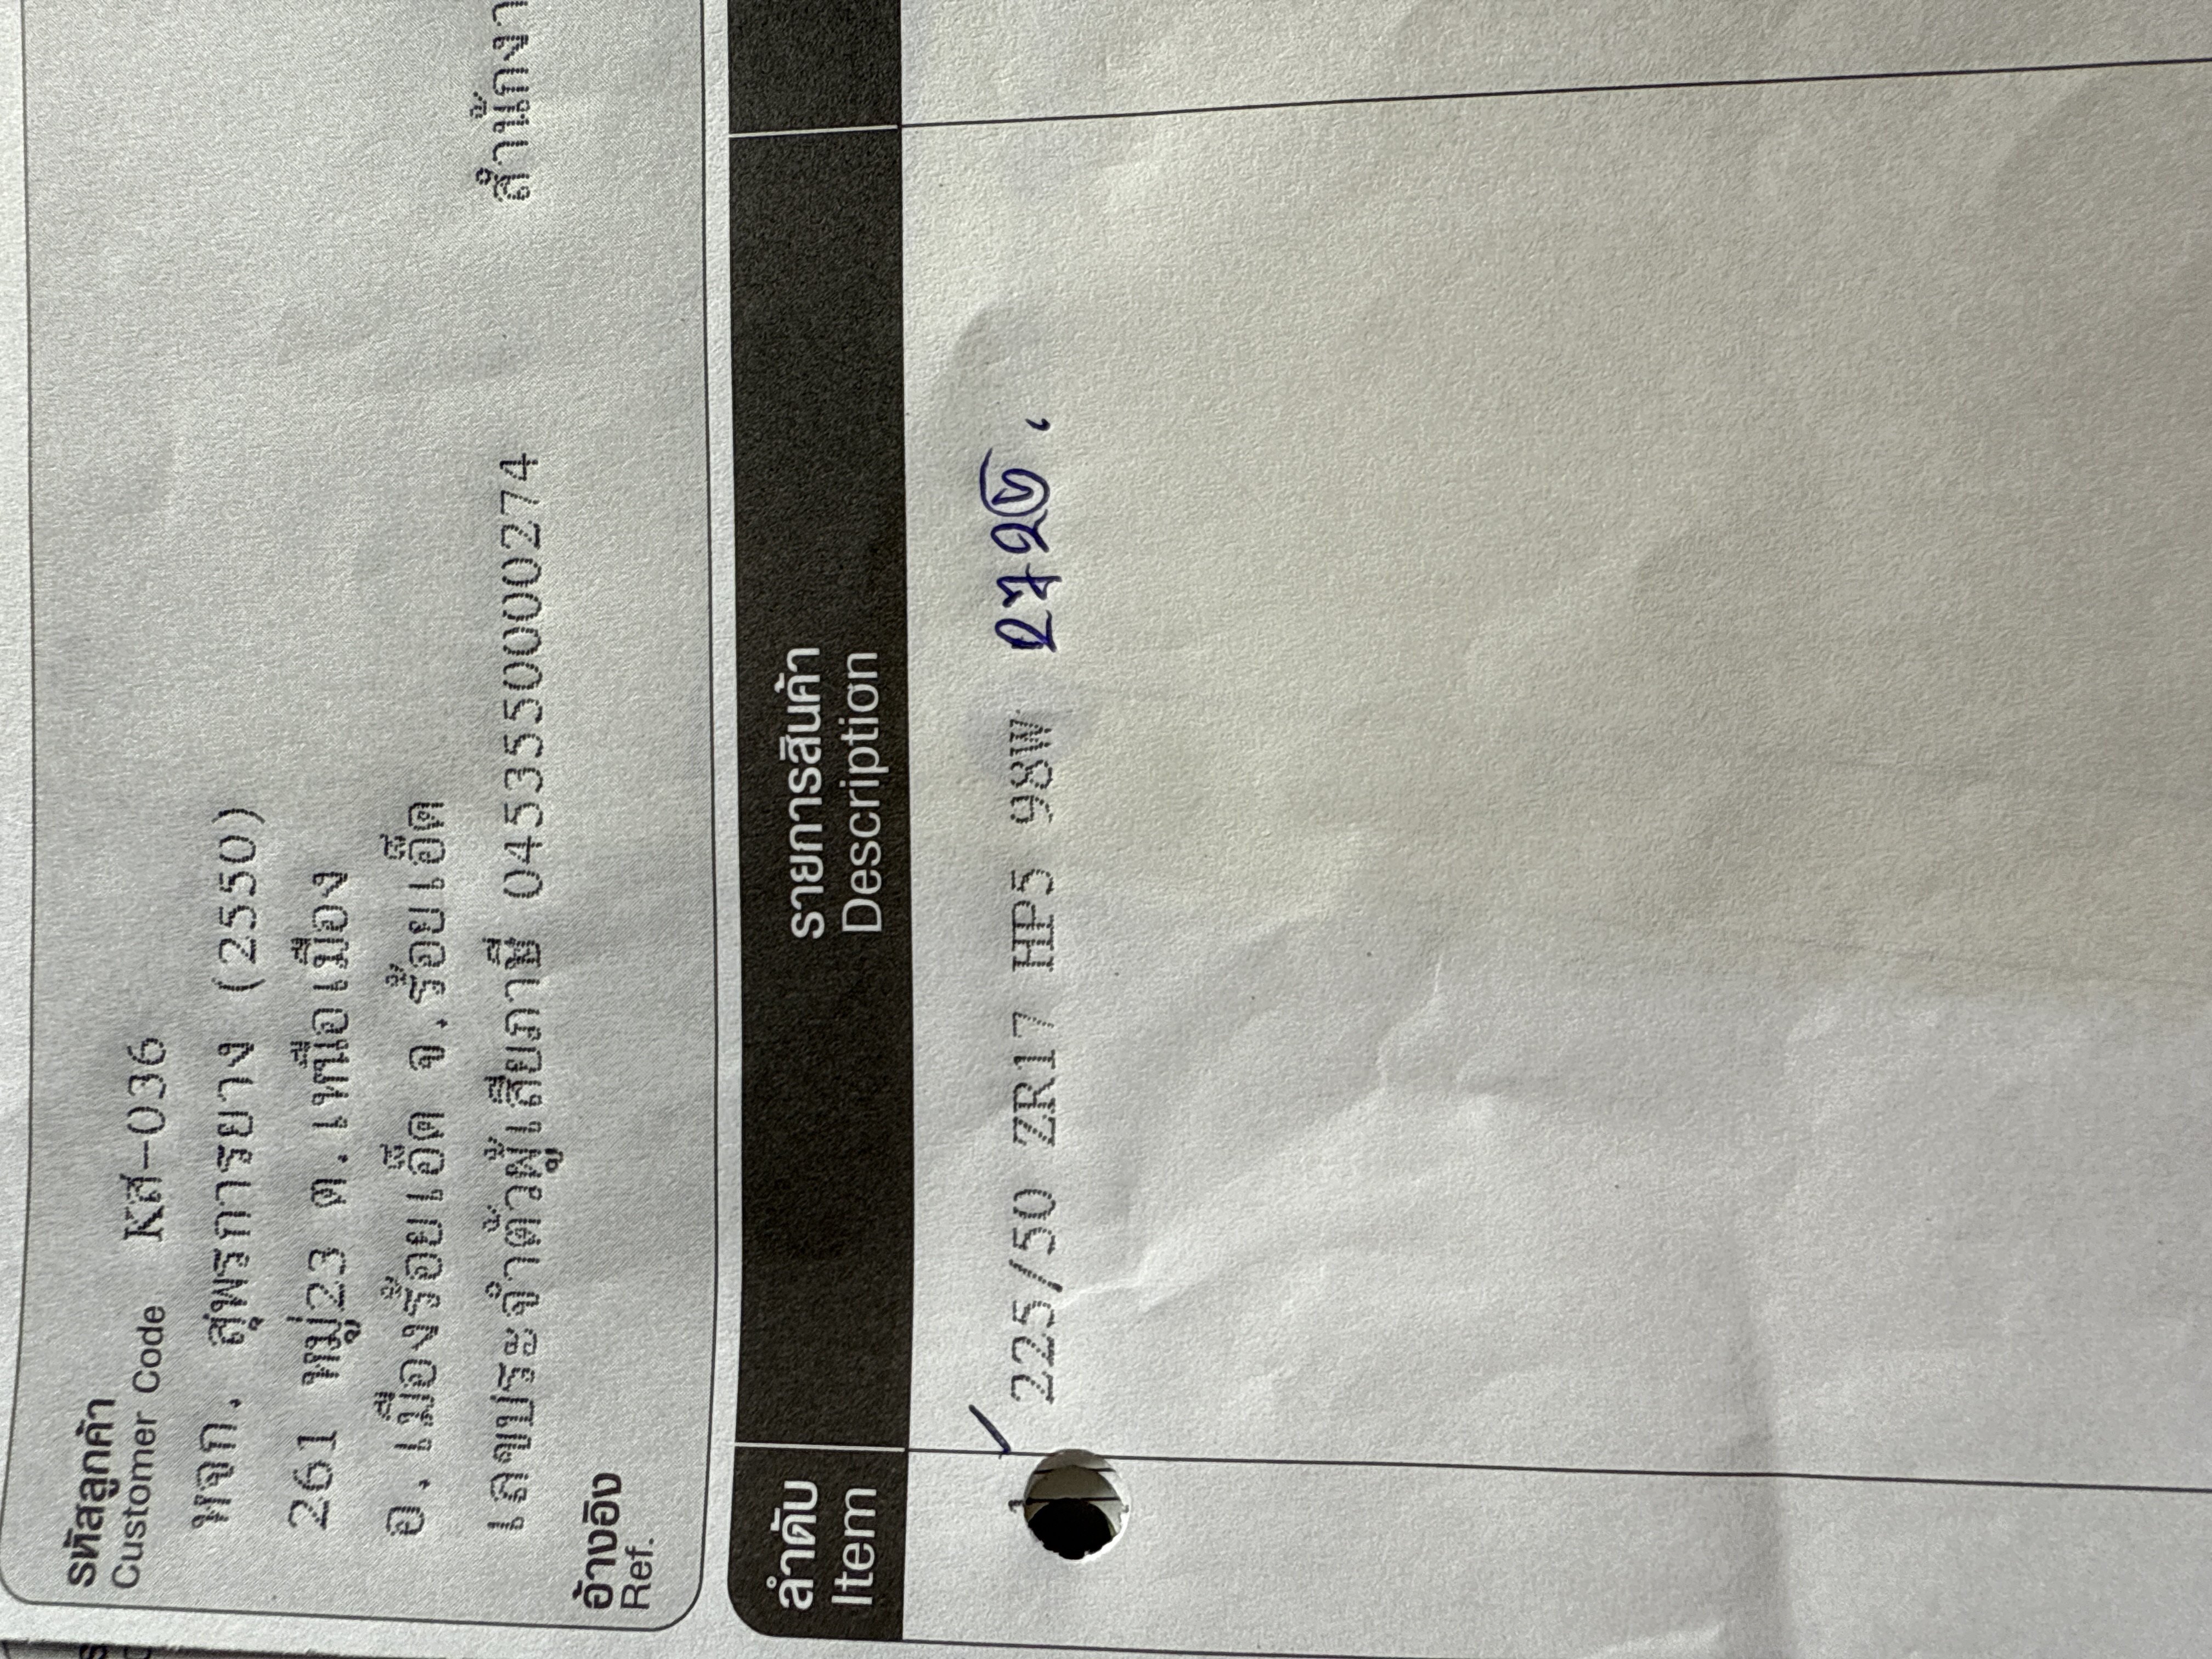 รหัสลูกค้า
Customer Code KศI-036
หจก. สุพรการยาง (2550)
261 หมู่23 ต.เหนือเมือง
อ.เมืองร้อยเอ็ด จ.ร้อยเอ็ด
เลขประจำตัวผู้เสียภาษี 0453550000274
อ้างอิง
Ref.
ลำดับ
Item
รายการสินค้า
Description
225/50 ZR17 HP5 98W